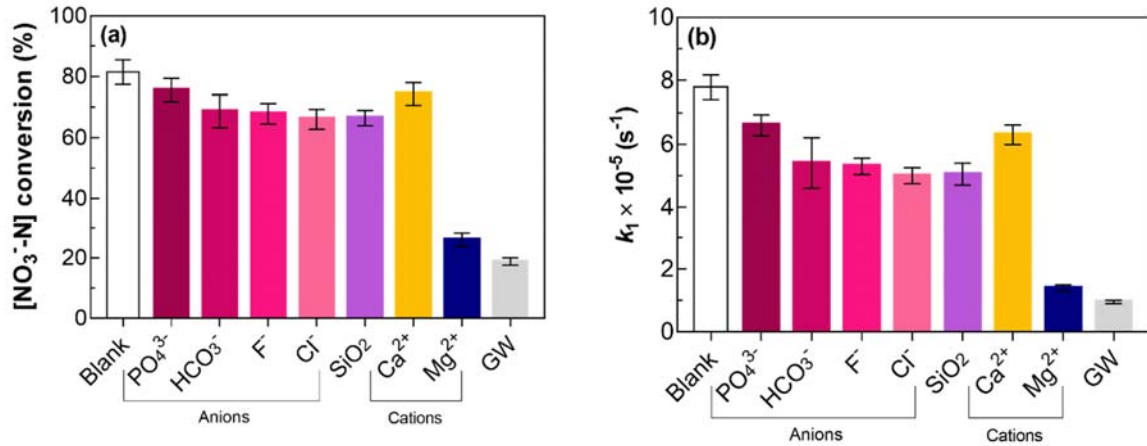 (a)
[NO₃⁻-N] conversion (%)
100
80
60
40
20
0
Blank
PO₄³⁻
HCO₃⁻
F⁻
Cl⁻
SiO₂
Ca²⁺
Mg²⁺
GW
Anions
Cations
(b)
k₁ × 10⁻⁵ (s⁻¹)
10
8
6
4
2
0
Blank
PO₄³⁻
HCO₃⁻
F⁻
Cl⁻
SiO₂
Ca²⁺
Mg²⁺
GW
Anions
Cations